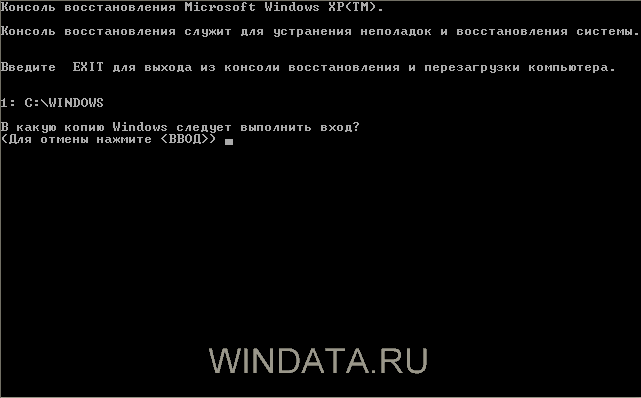 Консоль восстановления Microsoft Windows XP(TM).
Консоль восстановления служит для устранения неполадок и восстановления системы.
Введите  EXIT для выхода из консоли восстановления и перезагрузки компьютера.
1: C:\WINDOWS
В какую копию Windows следует выполнить вход?
(Для отмены нажмите <ВВОД>)
WINDATA.RU